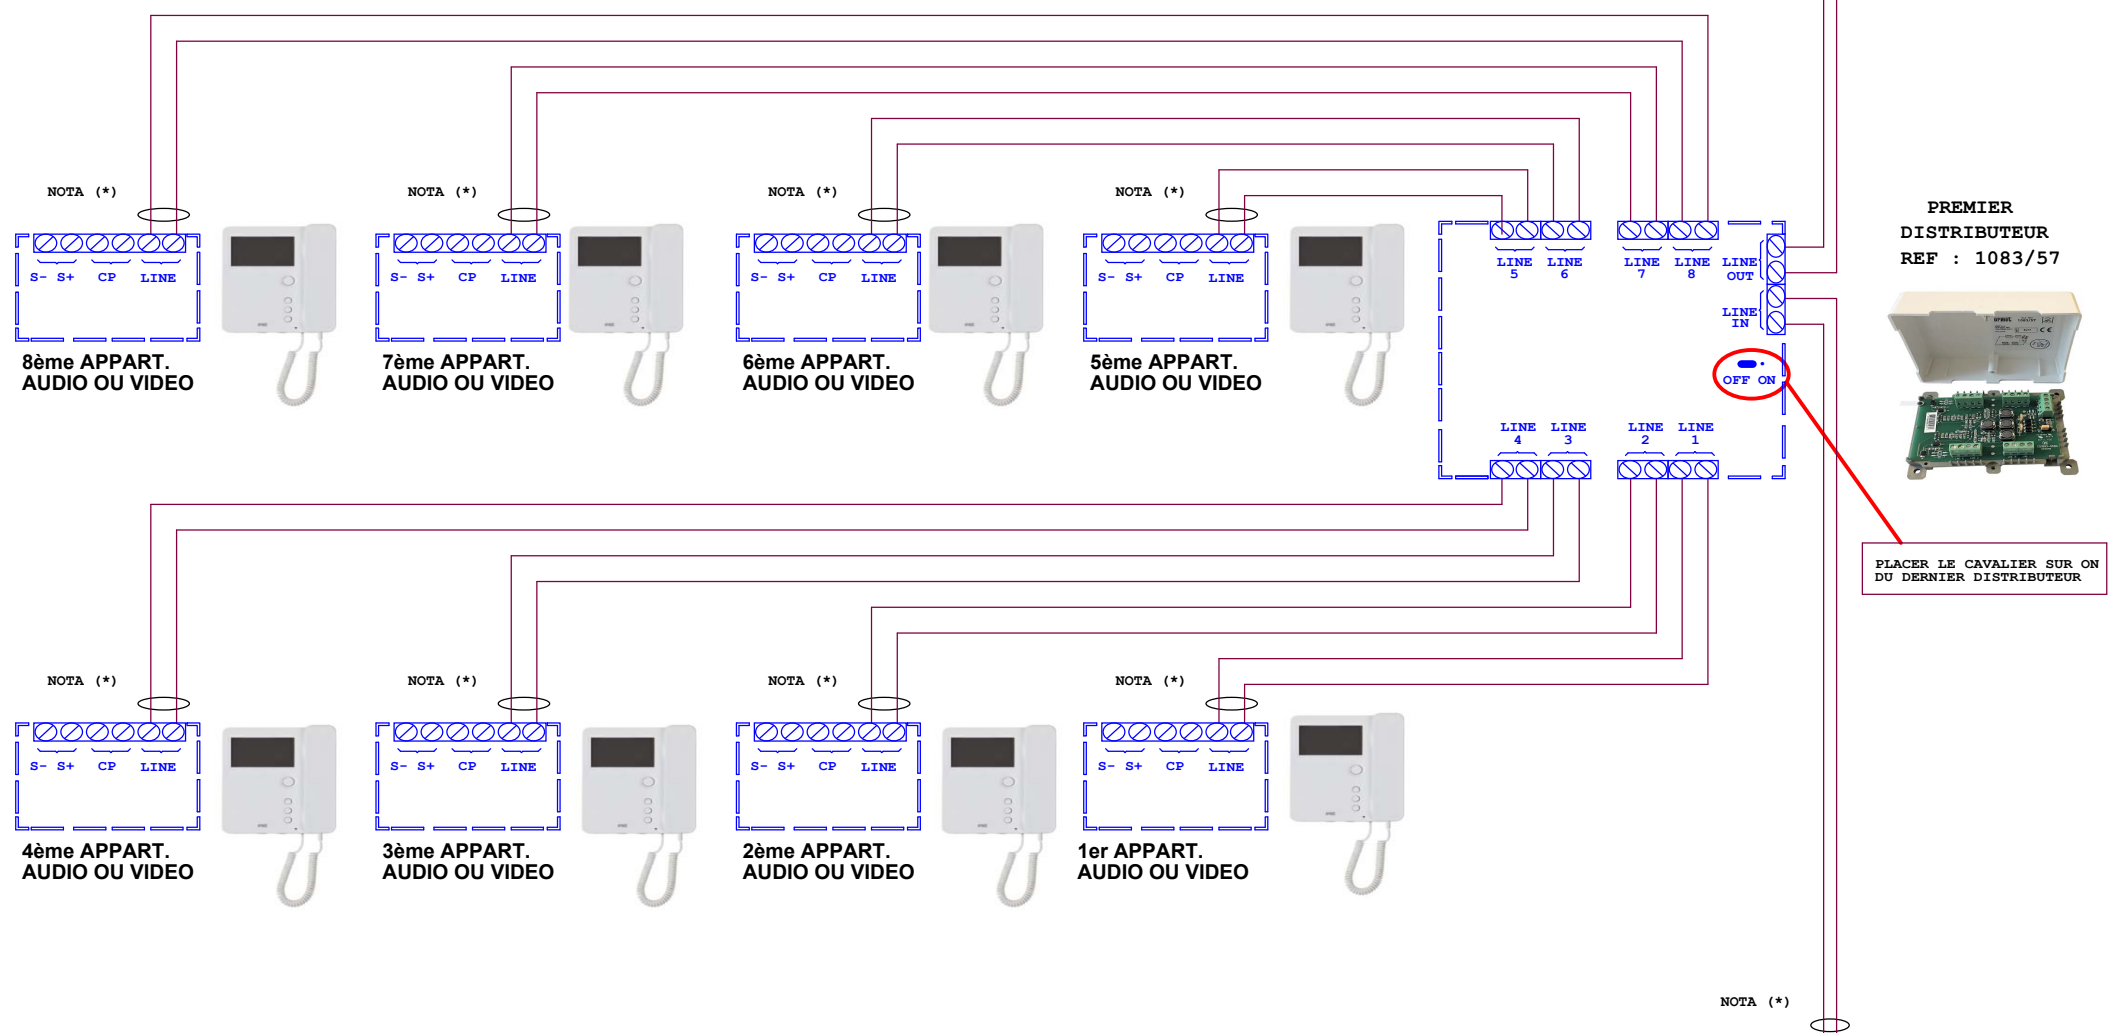 NOTA (*)
NOTA (*)
NOTA (*)
NOTA (*)
S- S+ CP LINE
S- S+ CP LINE
S- S+ CP LINE
S- S+ CP LINE
8ème APPART.
AUDIO OU VIDEO
7ème APPART.
AUDIO OU VIDEO
6ème APPART.
AUDIO OU VIDEO
5ème APPART.
AUDIO OU VIDEO
LINE
5
LINE
6
LINE
7
LINE
8
LINE
OUT
LINE
IN
OFF ON
LINE
4
LINE
3
LINE
2
LINE
1
PREMIER
DISTRIBUTEUR
REF : 1083/57
PLACER LE CAVALIER SUR ON
DU DERNIER DISTRIBUTEUR
NOTA (*)
NOTA (*)
NOTA (*)
NOTA (*)
S- S+ CP LINE
S- S+ CP LINE
S- S+ CP LINE
S- S+ CP LINE
4ème APPART.
AUDIO OU VIDEO
3ème APPART.
AUDIO OU VIDEO
2ème APPART.
AUDIO OU VIDEO
1er APPART.
AUDIO OU VIDEO
NOTA (*)